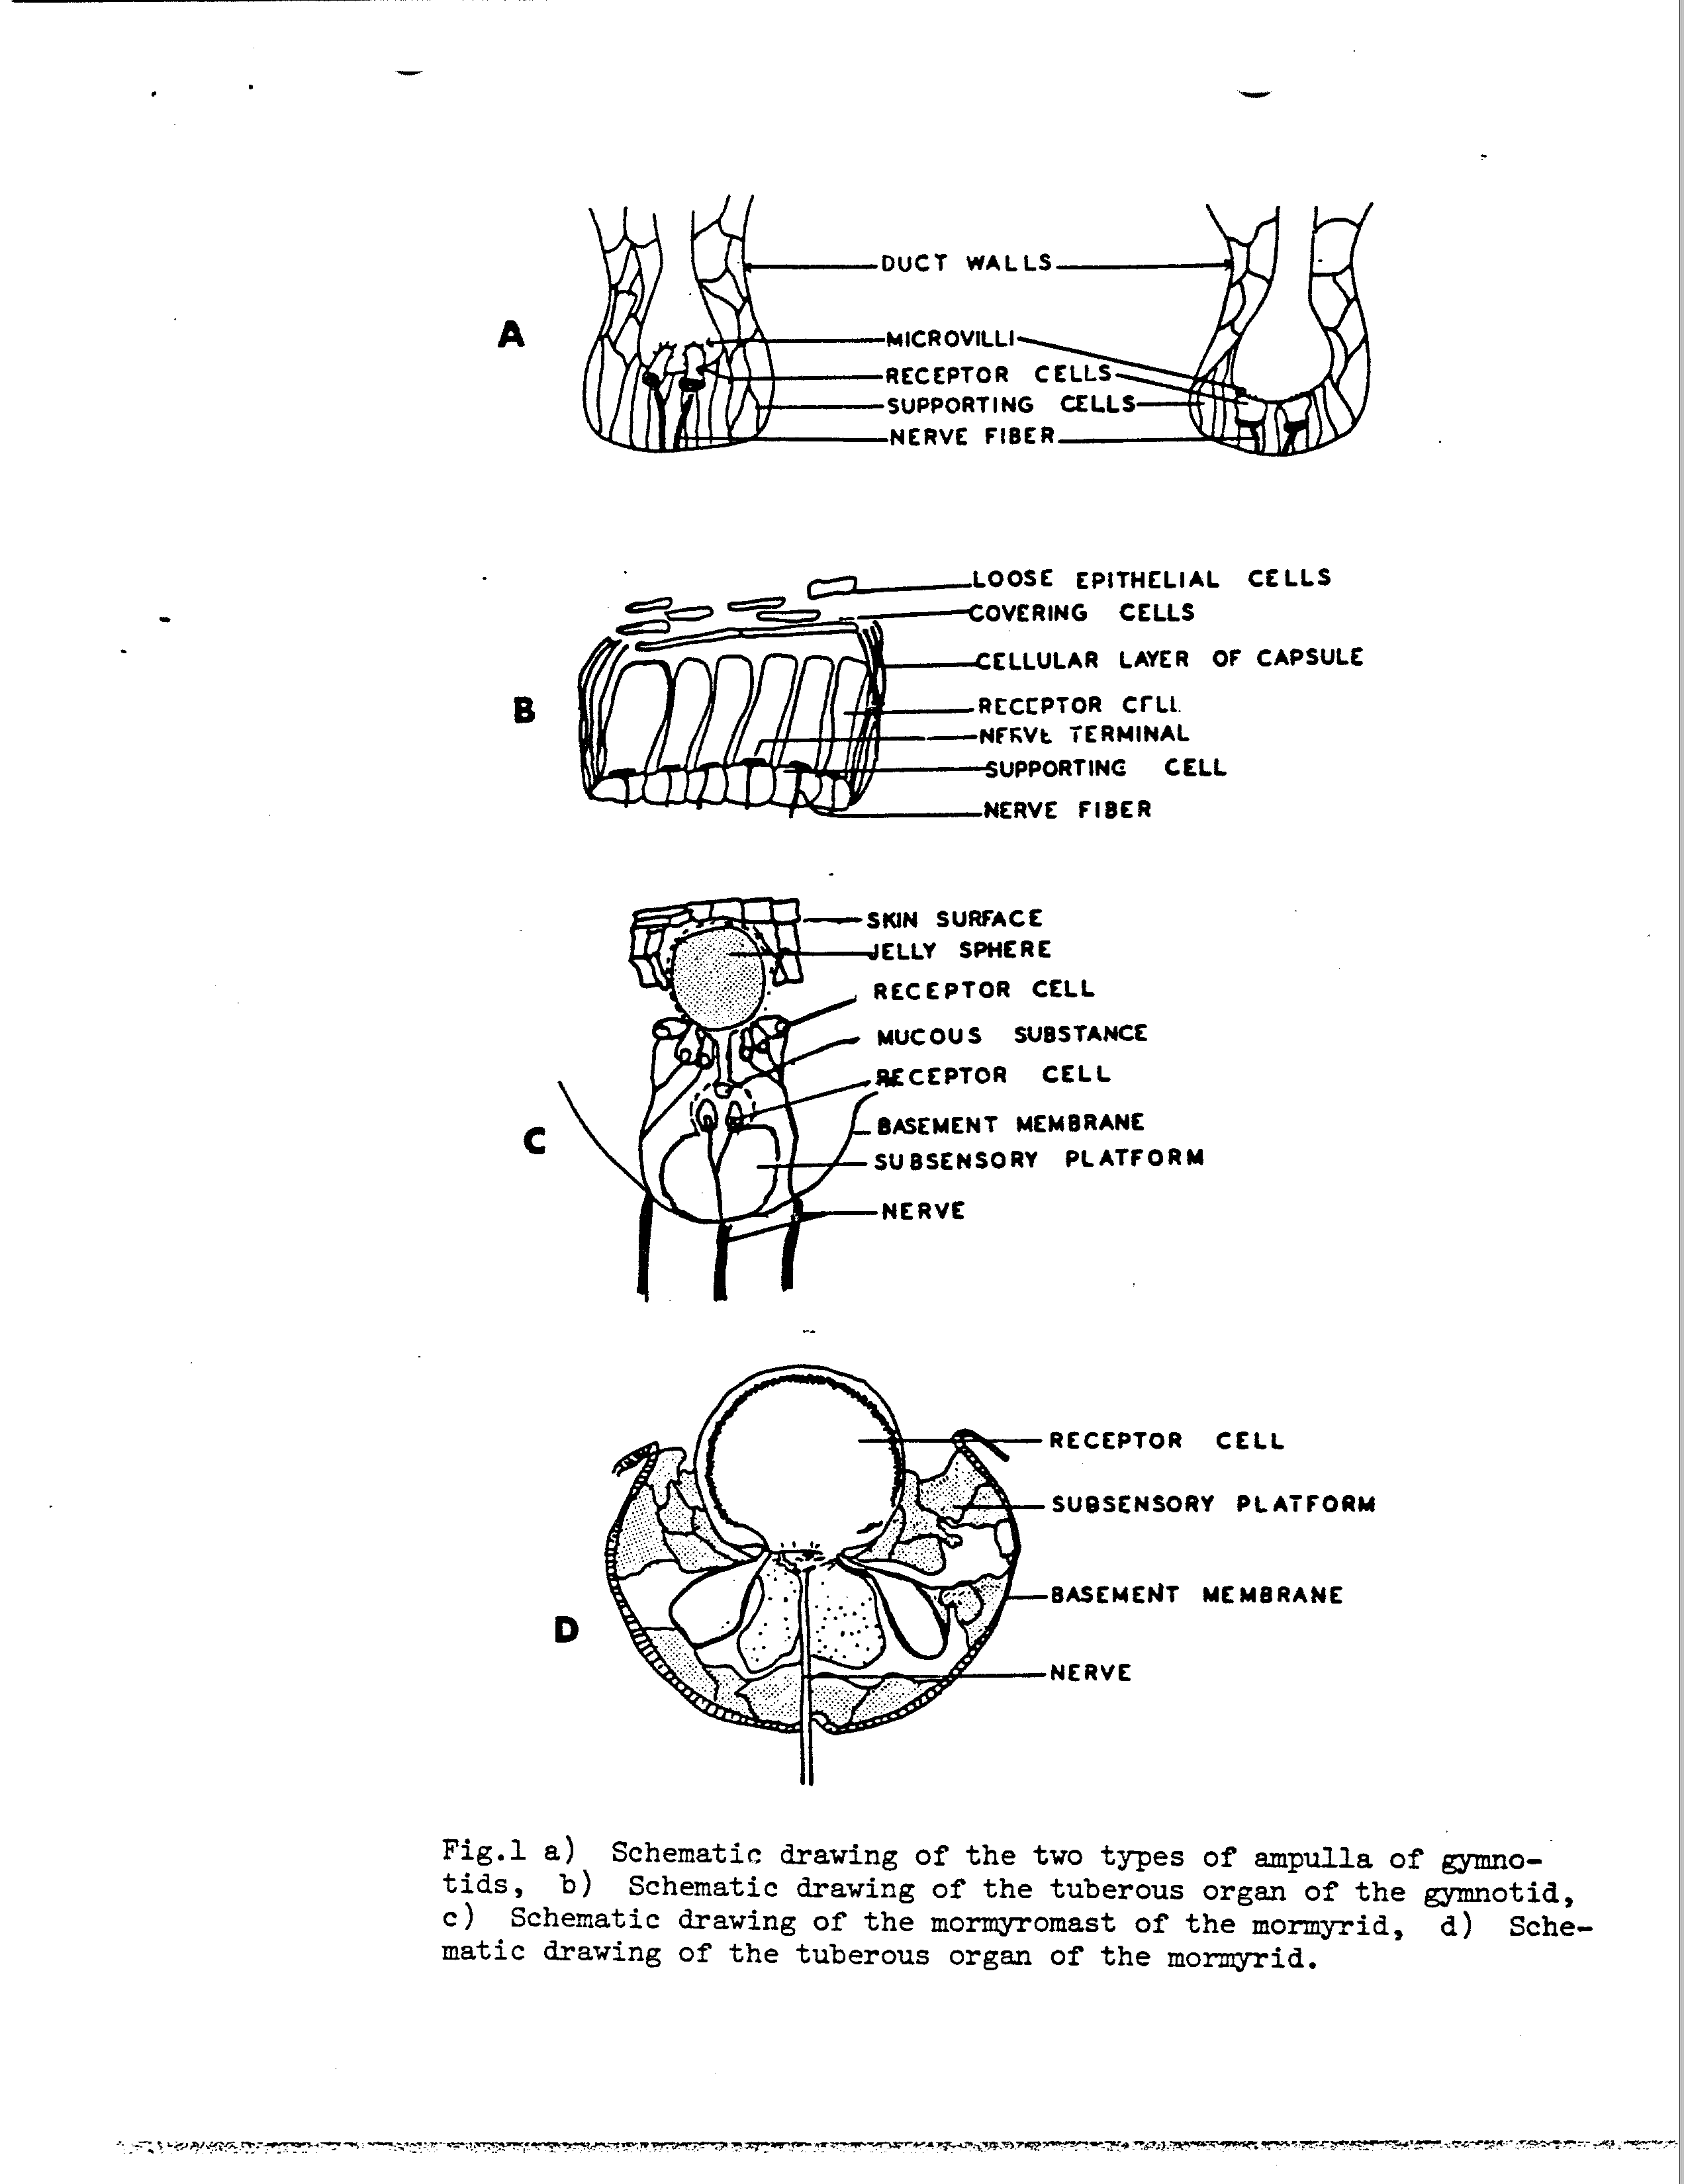 DUCT WALLS
A
MICROVILLI
RECEPTOR CELLS
SUPPORTING CELLS
NERVE FIBER
LOOSE EPITHELIAL CELLS
COVERING CELLS
CELLULAR LAYER OF CAPSULE
B
RECEPTOR CELL
NERVE TERMINAL
SUPPORTING CELL
NERVE FIBER
SKIN SURFACE
JELLY SPHERE
RECEPTOR CELL
MUCOUS SUBSTANCE
RECEPTOR CELL
C
BASEMENT MEMBRANE
SUBSENSORY PLATFORM
NERVE
RECEPTOR CELL
SUBSENSORY PLATFORM
BASEMENT MEMBRANE
D
NERVE
Fig.1 a) Schematic drawing of the two types of ampulla of gymno-
tids, b) Schematic drawing of the tuberous organ of the gymnotid,
c) Schematic drawing of the mormyromast of the mormyrid, d) Sche-
matic drawing of the tuberous organ of the mormyrid.